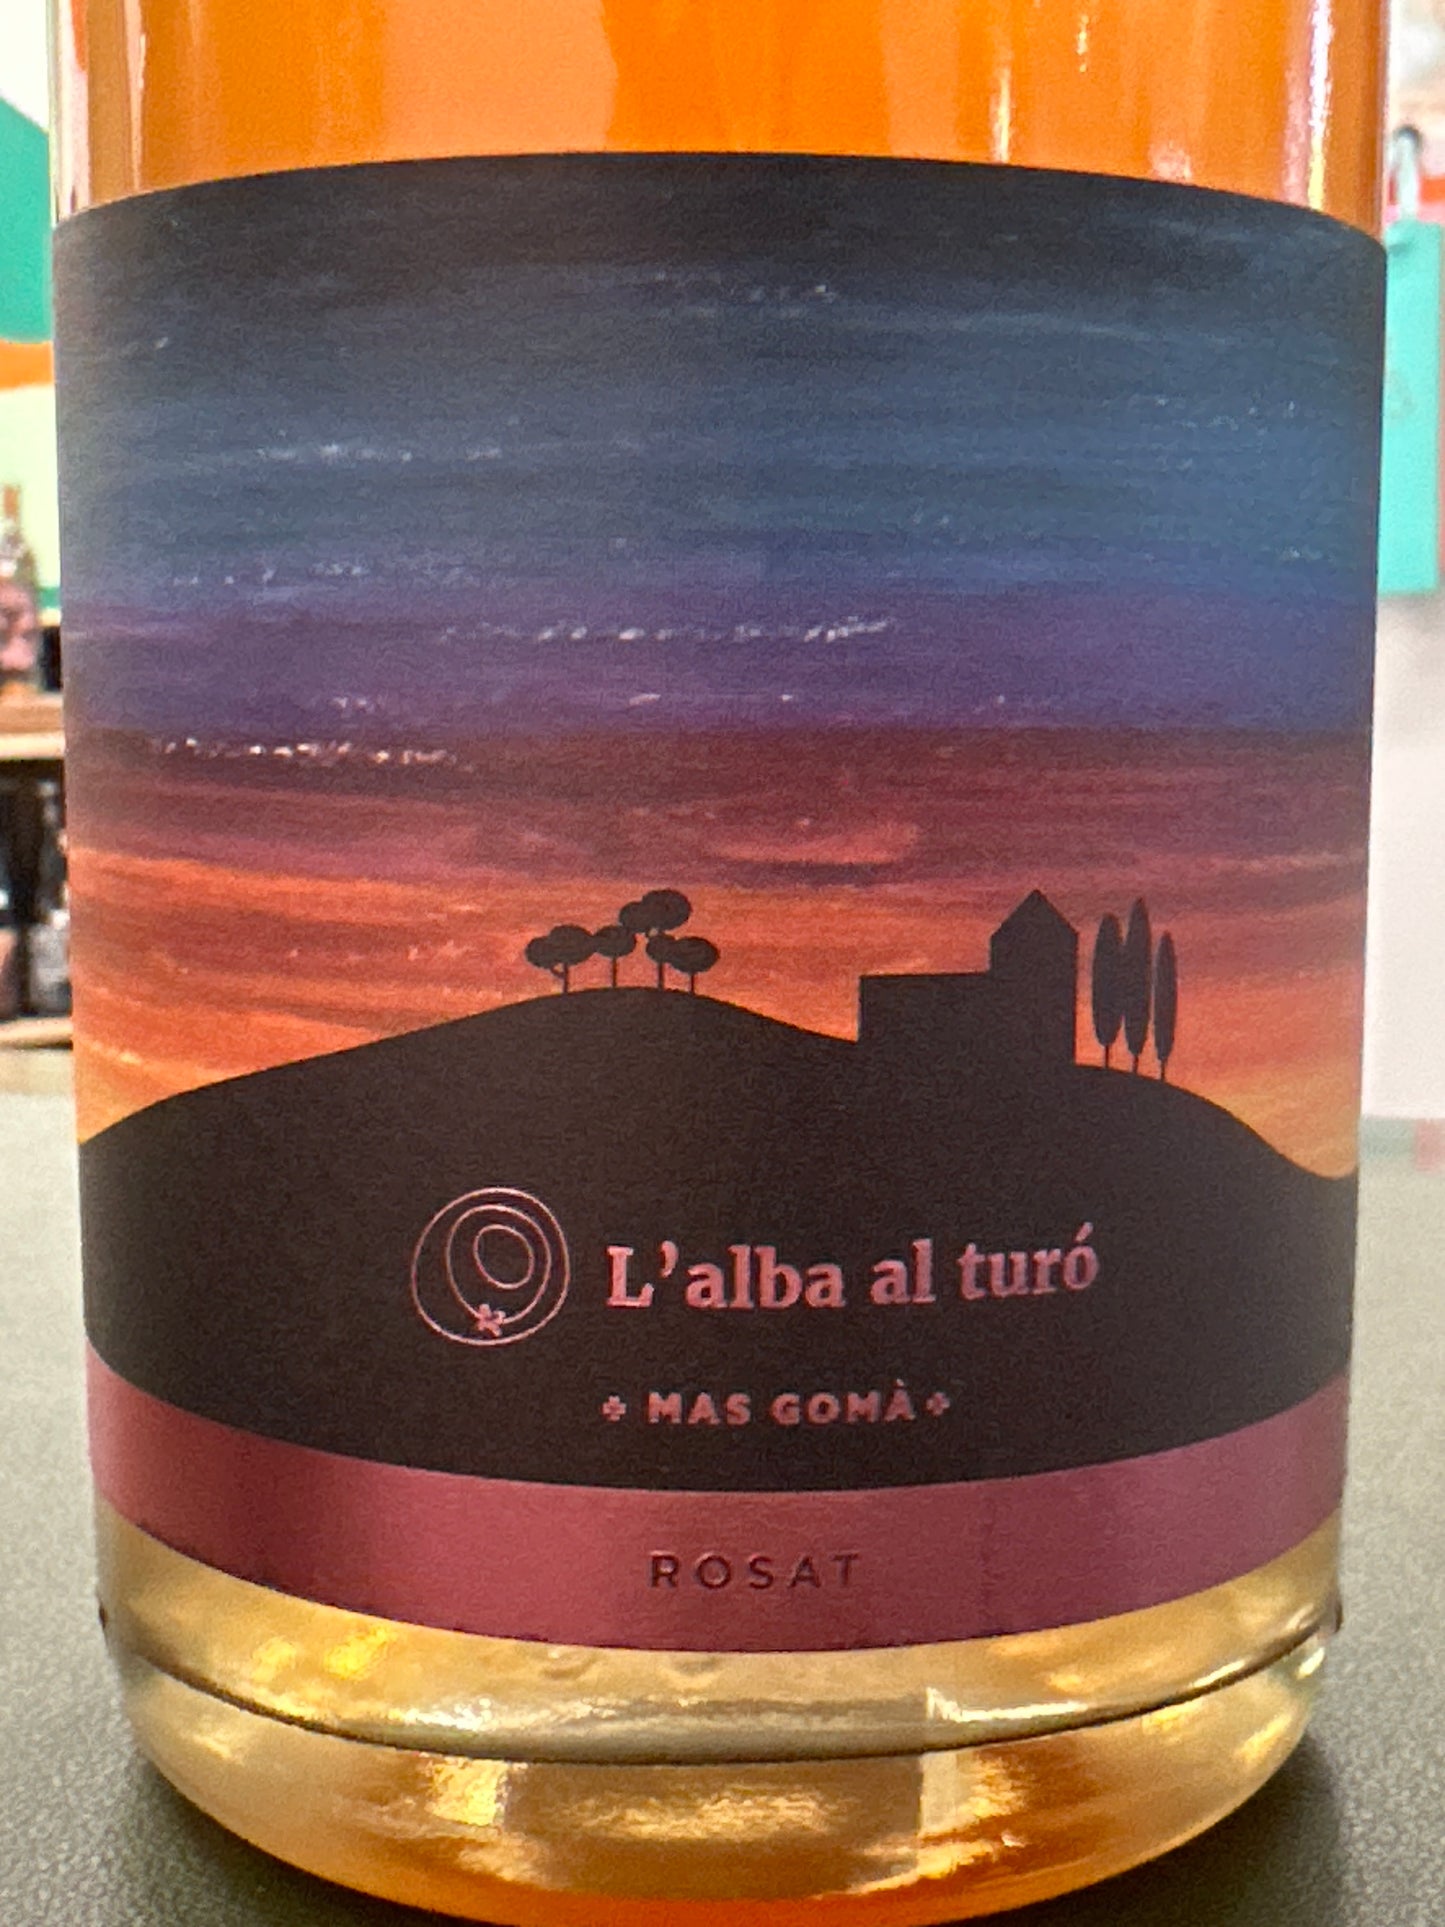 L'alba al turó
MAS GOMÀ
ROSAT